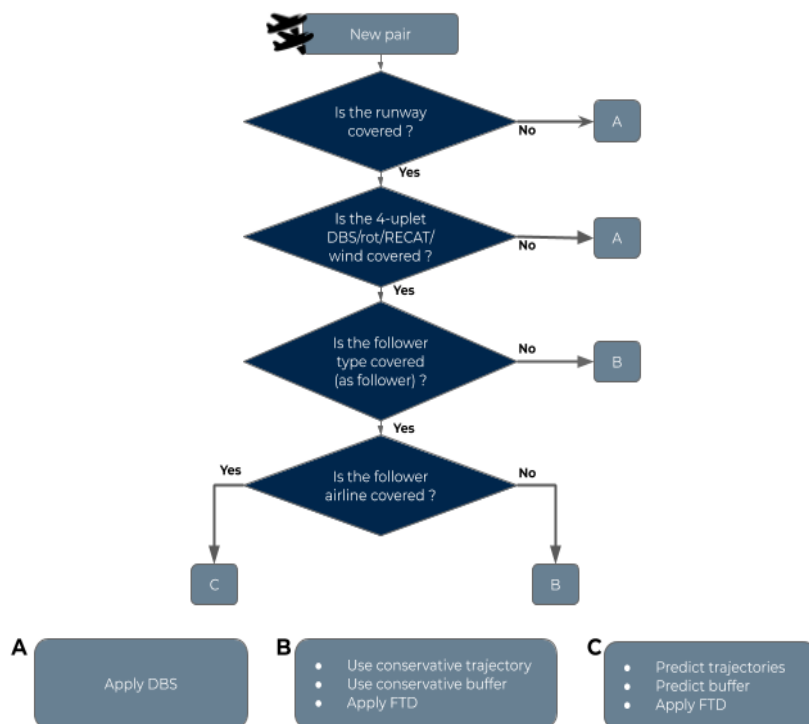 New pair
Is the runway
covered ?
No
A
Yes
Is the 4-uplet
DBS/rot/RECAT/
wind covered ?
No
A
Yes
Is the follower
type covered
(as follower) ?
No
B
Yes
Is the follower
airline covered ?
Yes
No
C
B
A
Apply DBS
B
● Use conservative trajectory
● Use conservative buffer
● Apply FTD
C
● Predict trajectories
● Predict buffer
● Apply FTD